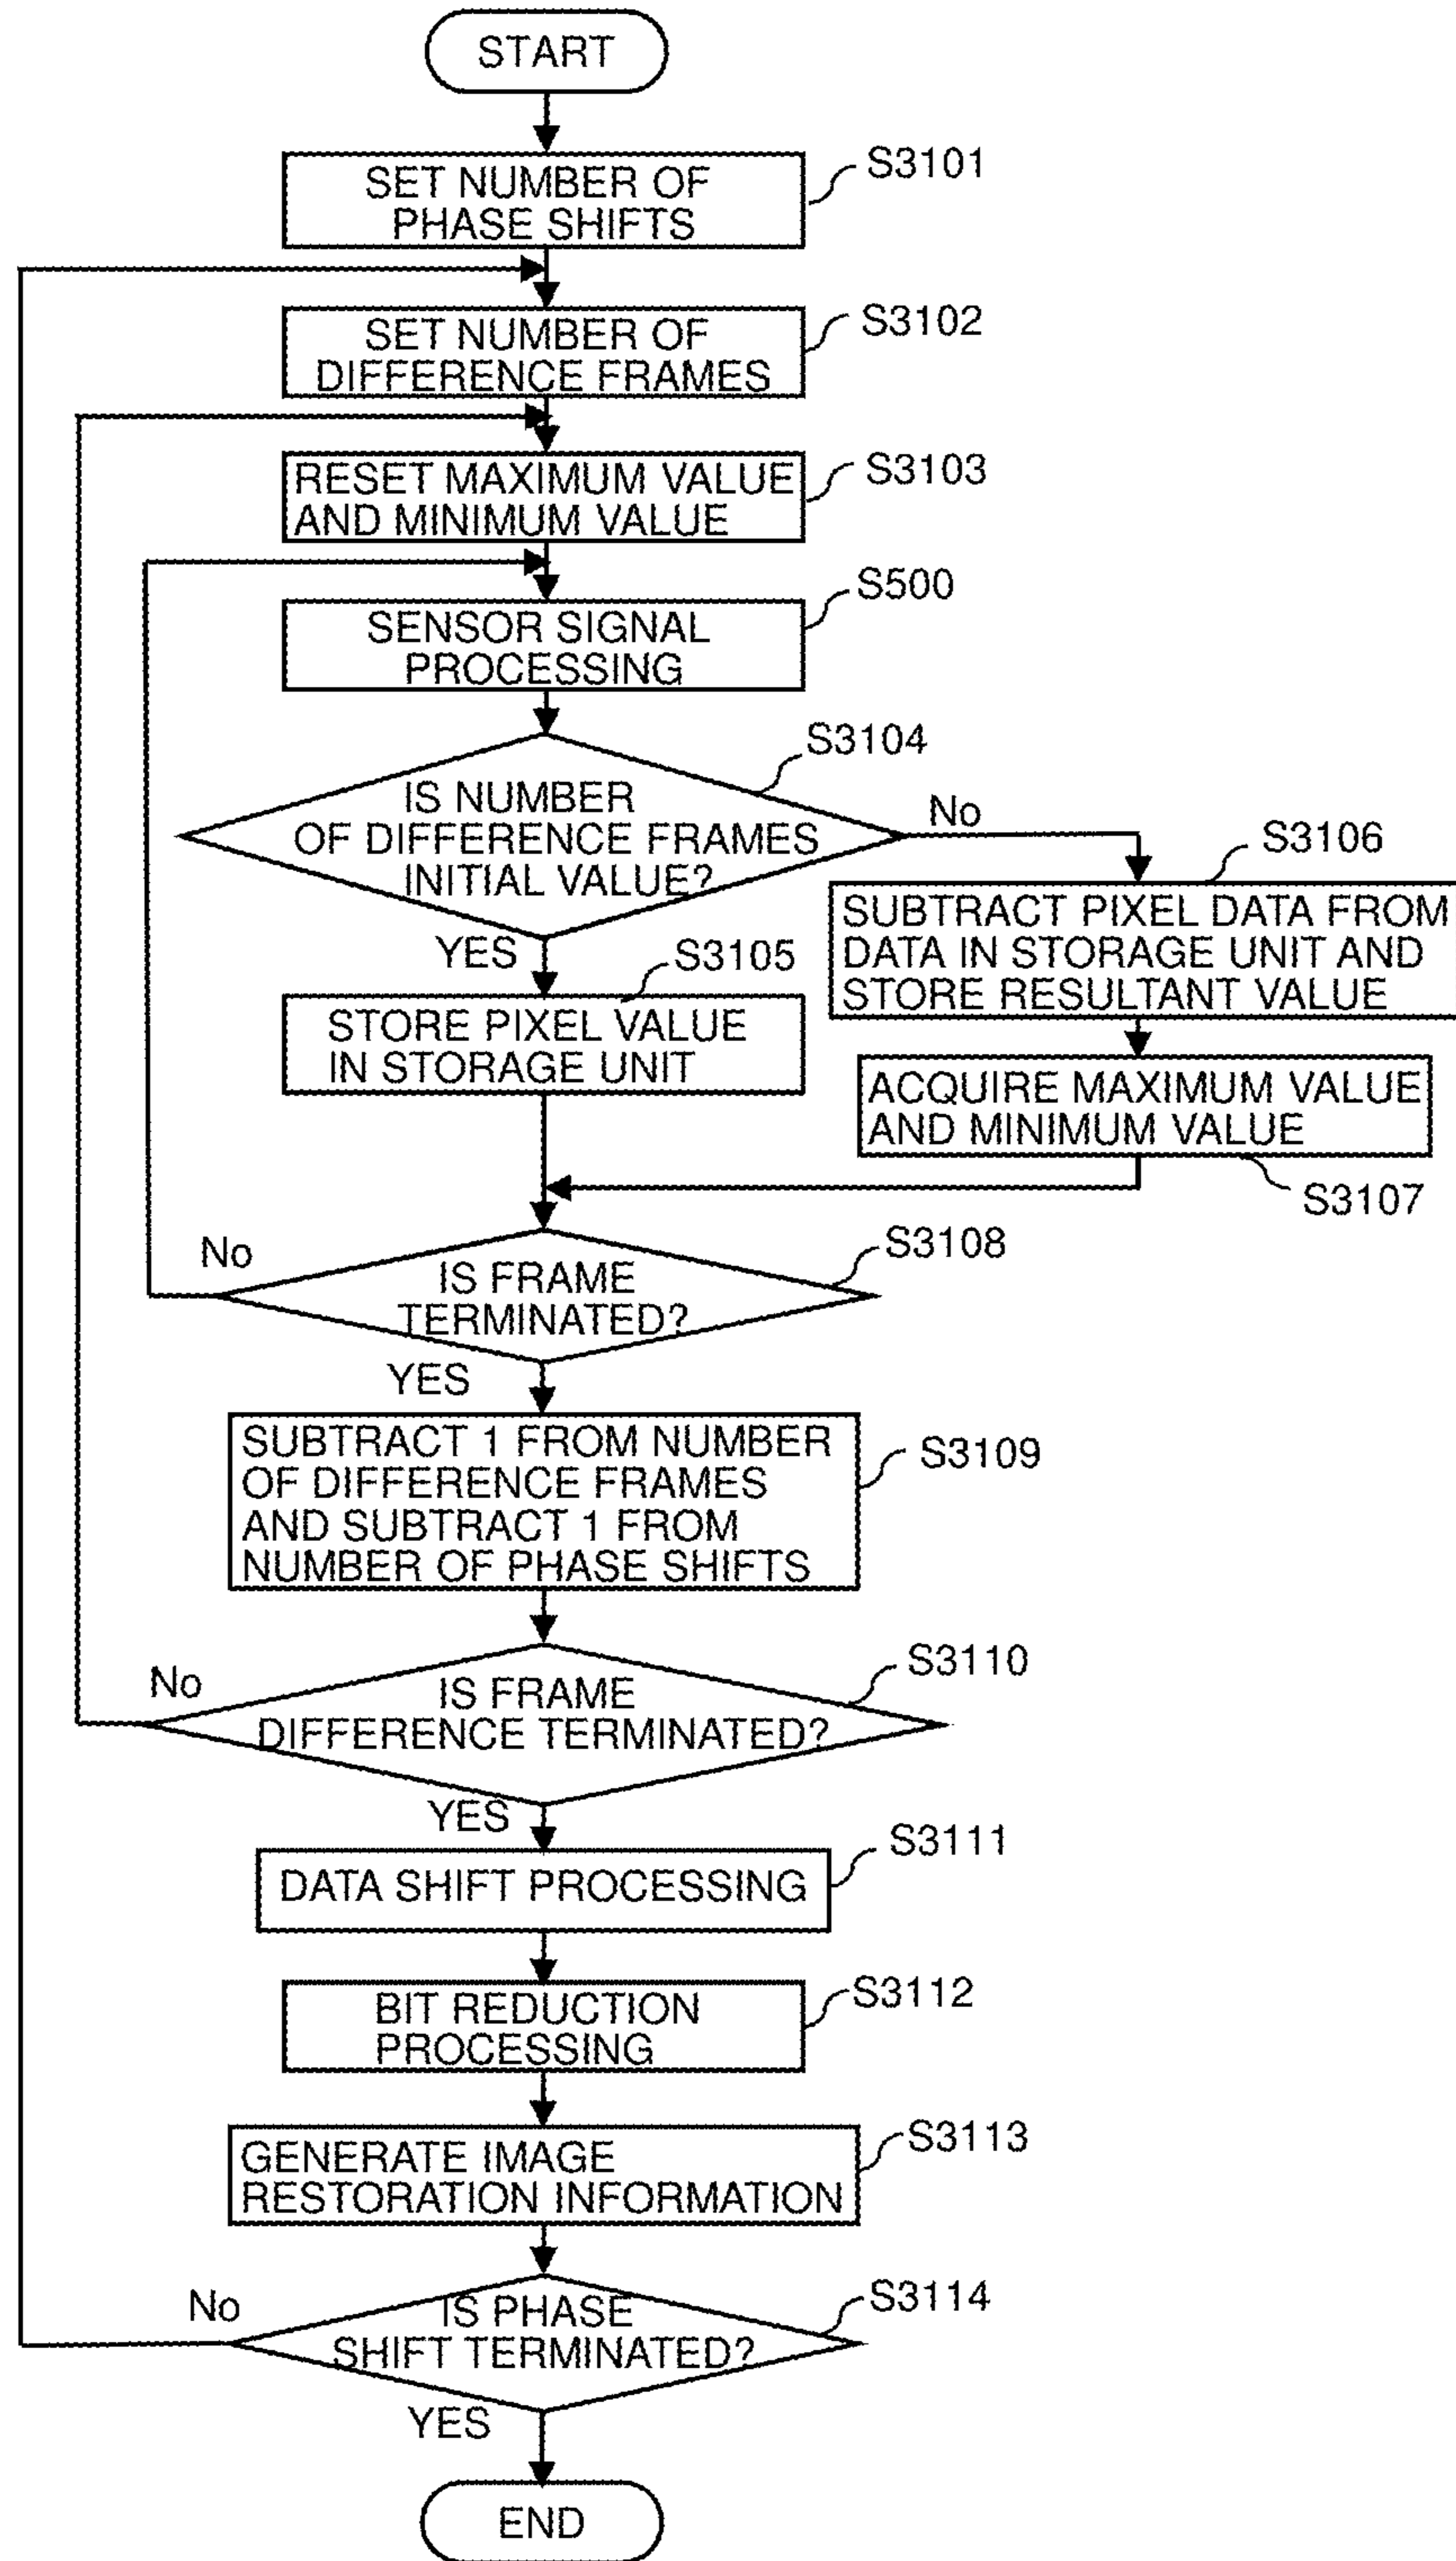 START
SET NUMBER OF
PHASE SHIFTS
S3101
SET NUMBER OF
DIFFERENCE FRAMES
S3102
RESET MAXIMUM VALUE
AND MINIMUM VALUE
S3103
SENSOR SIGNAL
PROCESSING
S500
IS NUMBER
OF DIFFERENCE FRAMES
INITIAL VALUE?
S3104
No
YES
S3106
SUBTRACT PIXEL DATA FROM
DATA IN STORAGE UNIT AND
STORE RESULTANT VALUE
S3105
STORE PIXEL VALUE
IN STORAGE UNIT
ACQUIRE MAXIMUM VALUE
AND MINIMUM VALUE
S3107
No
S3108
IS FRAME
TERMINATED?
YES
SUBTRACT 1 FROM NUMBER
OF DIFFERENCE FRAMES
AND SUBTRACT 1 FROM
NUMBER OF PHASE SHIFTS
S3109
No
S3110
IS FRAME
DIFFERENCE TERMINATED?
YES
S3111
DATA SHIFT PROCESSING
S3112
BIT REDUCTION
PROCESSING
S3113
GENERATE IMAGE
RESTORATION INFORMATION
No
S3114
IS PHASE
SHIFT TERMINATED?
YES
END